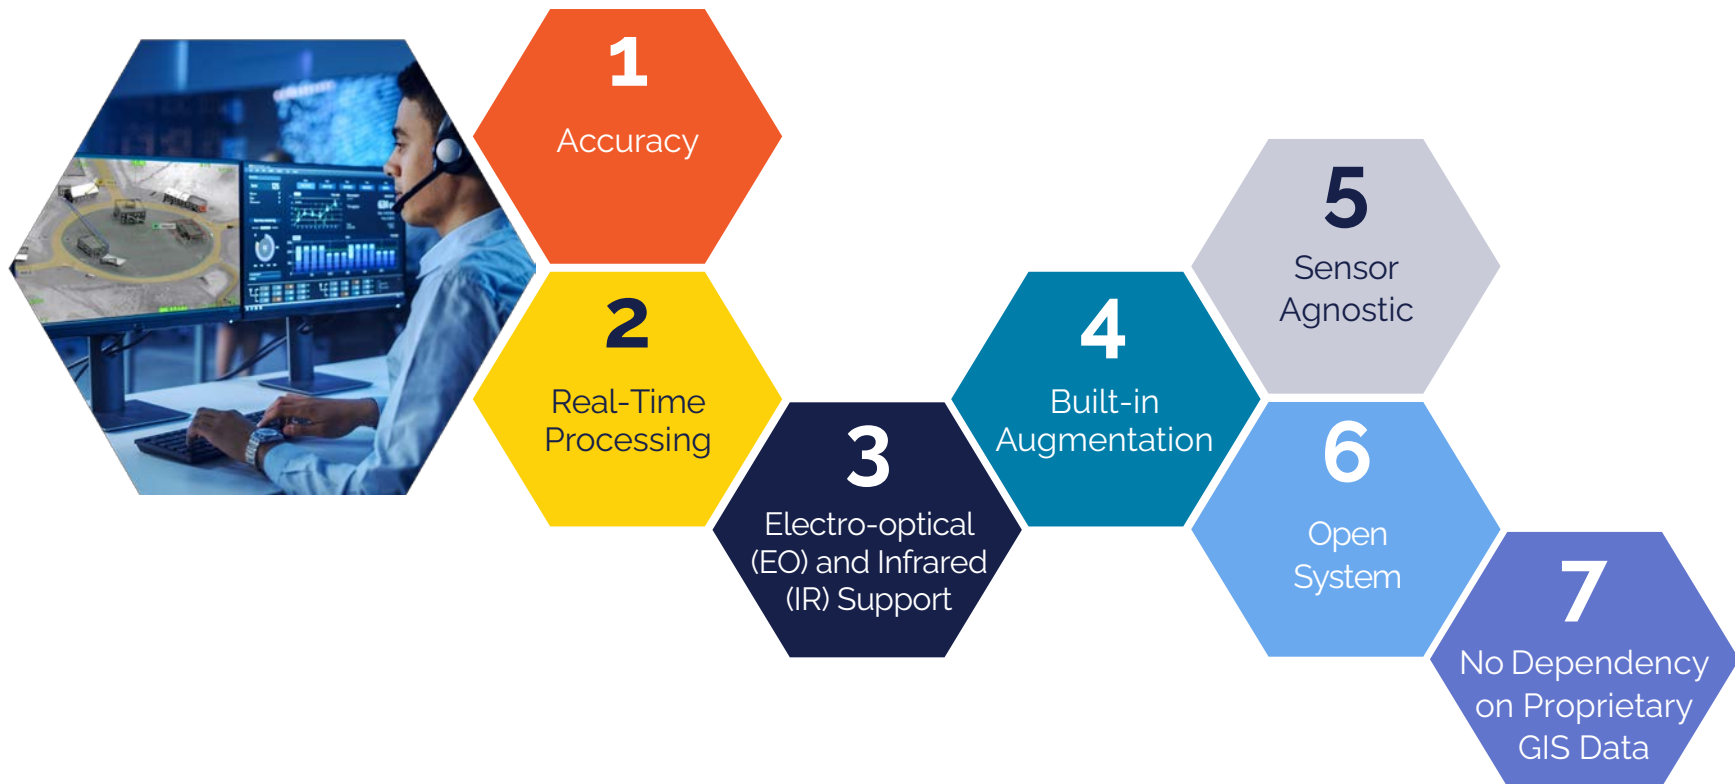 1
Accuracy
2
Real-Time
Processing
3
Electro-optical
(EO) and Infrared
(IR) Support
4
Built-in
Augmentation
5
Sensor
Agnostic
6
Open
System
7
No Dependency
on Proprietary
GIS Data